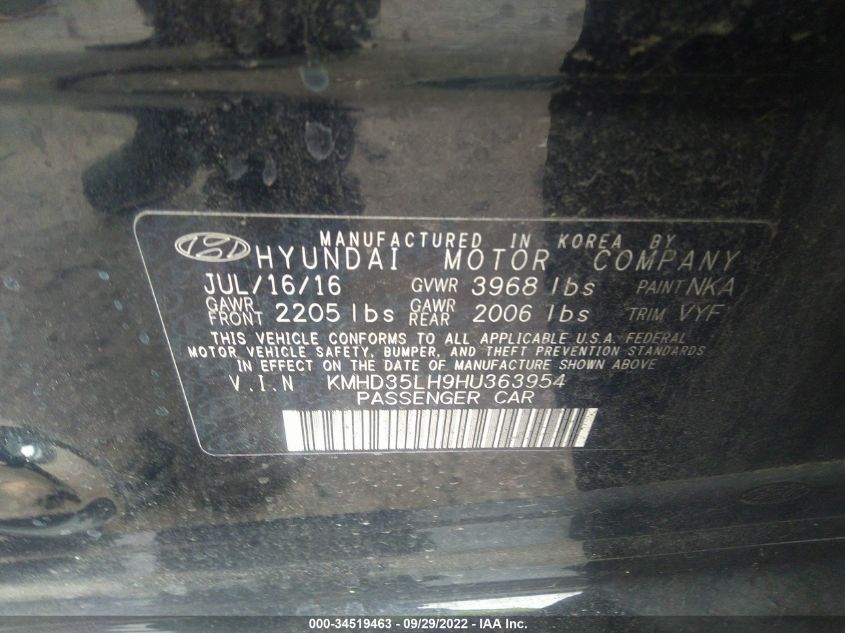 MANUFACTURED IN KOREA BY
HYUNDAI MOTOR COMPANY
JUL/16/16 GVWR 3968 lbs PAINT NKA
GAWR FRONT 2205 lbs GAWR REAR 2006 lbs TRIM VYF
THIS VEHICLE CONFORMS TO ALL APPLICABLE U.S.A. FEDERAL
MOTOR VEHICLE SAFETY, BUMPER, AND THEFT PREVENTION STANDARDS
IN EFFECT ON THE DATE OF MANUFACTURE SHOWN ABOVE
V.I.N KMHD35LH9HU363954
PASSENGER CAR
000-34519463 - 09/29/2022 - IAA Inc.